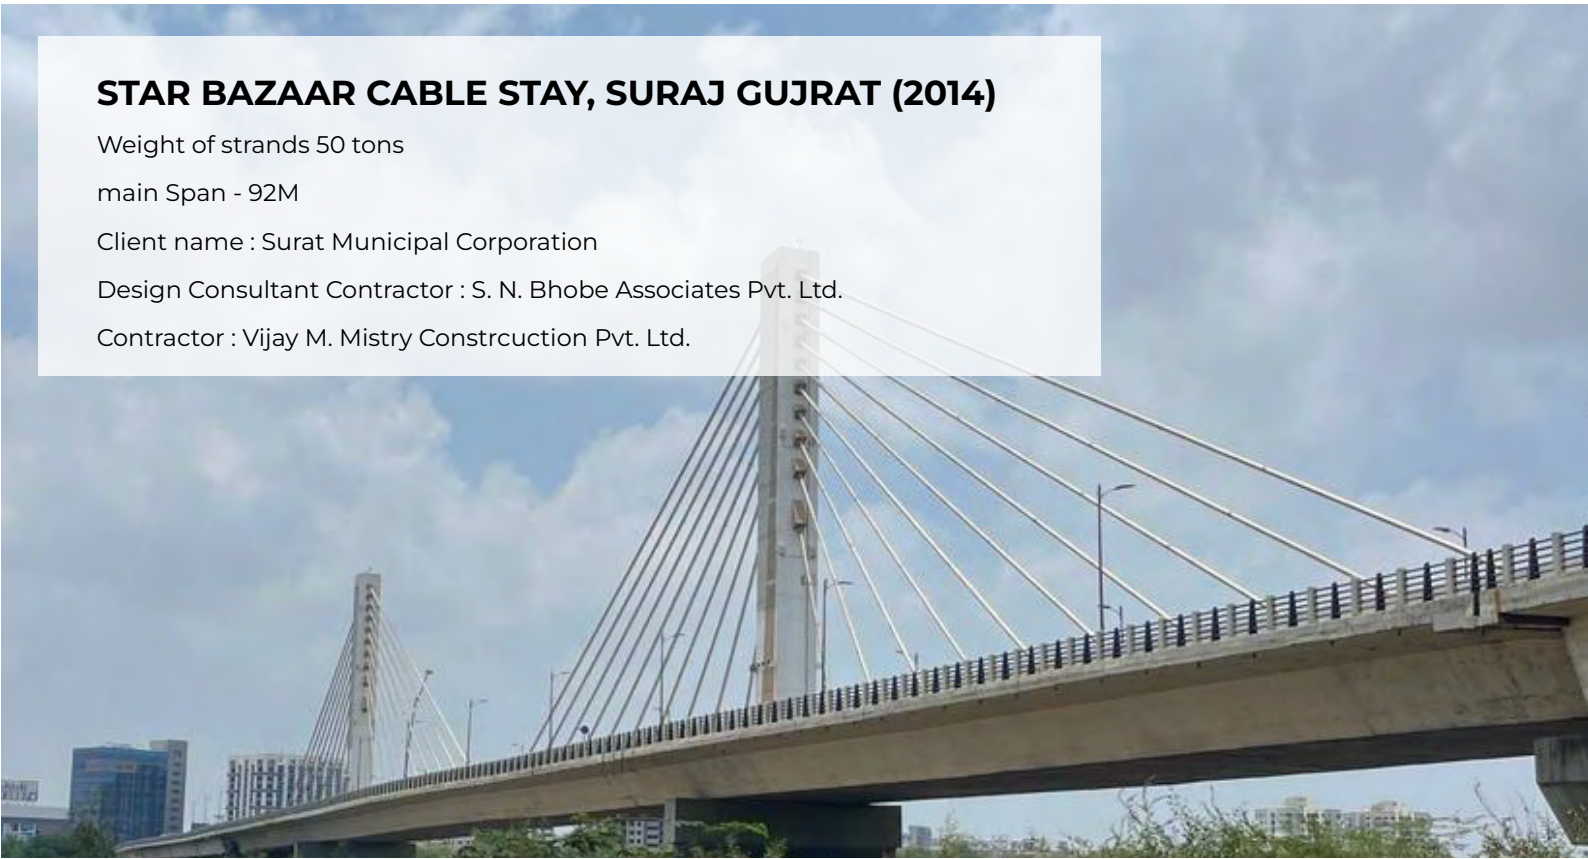 STAR BAZAAR CABLE STAY, SURAJ GUJRAT (2014)
Weight of strands 50 tons
main Span - 92M
Client name : Surat Municipal Corporation
Design Consultant Contractor : S. N. Bhobe Associates Pvt. Ltd.
Contractor : Vijay M. Mistry Constrcuction Pvt. Ltd.